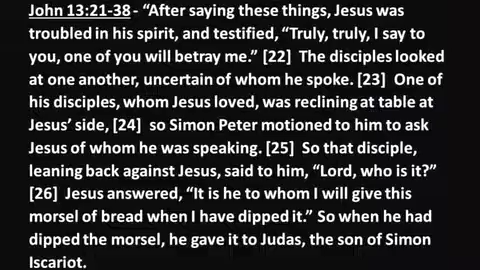 John 13:21-38 - “After saying these things, Jesus was
troubled in his spirit, and testified, “Truly, truly, I say to
you, one of you will betray me.” [22]  The disciples looked
at one another, uncertain of whom he spoke. [23]  One of
his disciples, whom Jesus loved, was reclining at table at
Jesus’ side, [24]  so Simon Peter motioned to him to ask
Jesus of whom he was speaking. [25]  So that disciple,
leaning back against Jesus, said to him, “Lord, who is it?”
[26]  Jesus answered, “It is he to whom I will give this
morsel of bread when I have dipped it.” So when he had
dipped the morsel, he gave it to Judas, the son of Simon
Iscariot.